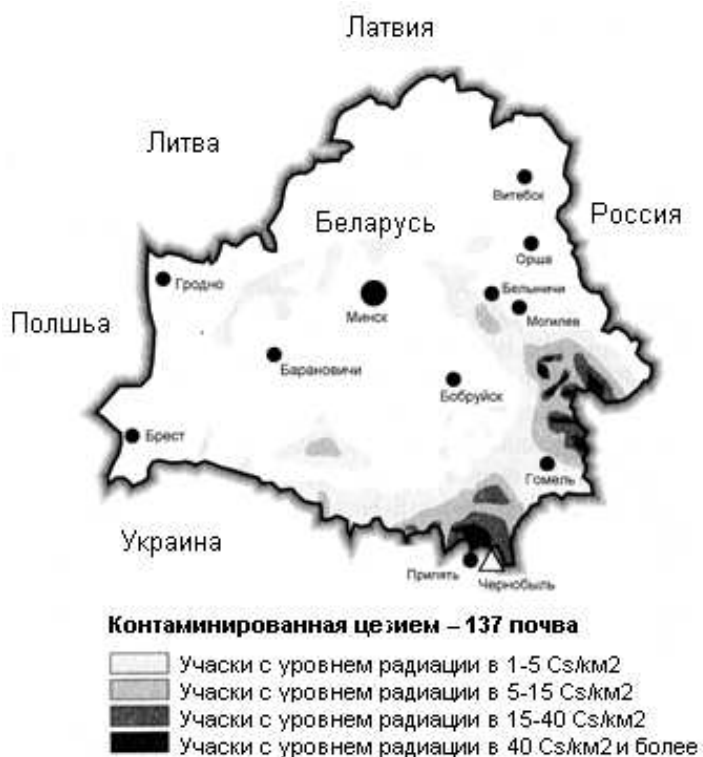 Латвия
Литва
Витебск
Россия
Беларусь
Орша
Гродно
Белыничи
Минск
Могилев
Полшьа
Барановичи
Бобруйск
Брест
Гомель
Украина
Припять
Чернобыль
Контаминированная цезием – 137 почва
Учаски с уровнем радиации в 1-5 Cs/км2
Учаски с уровнем радиации в 5-15 Cs/км2
Учаски с уровнем радиации в 15-40 Cs/км2
Учаски с уровнем радиации в 40 Cs/км2 и более